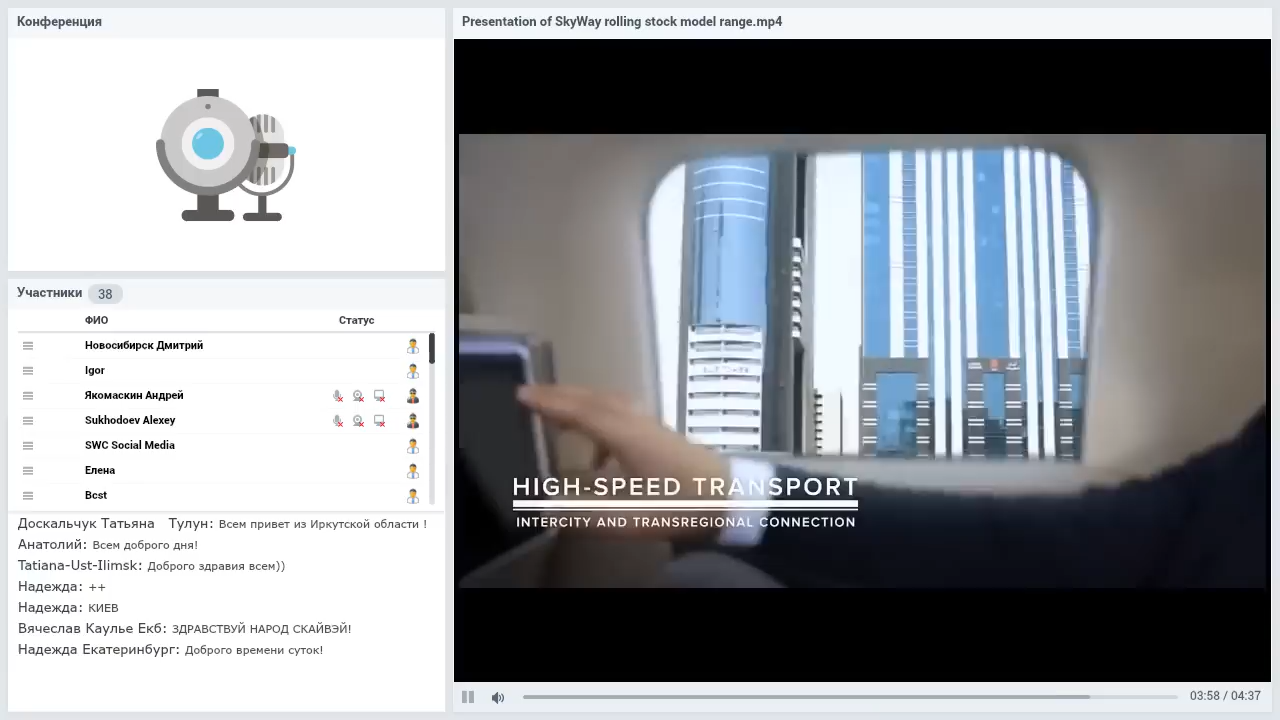 Конференция
Участники 38
ФИО Статус
Новосибирск Дмитрий
Igor
Якомаскин Андрей
Sukhodoev Alexey
SWC Social Media
Елена
Bcst
Доскальчук Татьяна Тулун: Всем привет из Иркутской области !
Анатолий: Всем доброго дня!
Tatiana-Ust-Ilimsk: Доброго здравия всем))
Надежда: ++
Надежда: КИЕВ
Вячеслав Каулье Екб: ЗДРАВСТВУЙ НАРОД СКАЙВЭЙ!
Надежда Екатеринбург: Доброго времени суток!
Presentation of SkyWay rolling stock model range.mp4
HIGH-SPEED TRANSPORT
INTERCITY AND TRANSREGIONAL CONNECTION
03:58 / 04:37